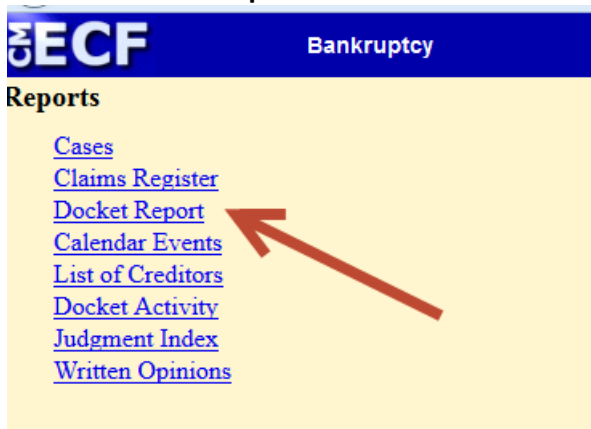 CM ECF Bankruptcy
Reports
Cases
Claims Register
Docket Report
Calendar Events
List of Creditors
Docket Activity
Judgment Index
Written Opinions